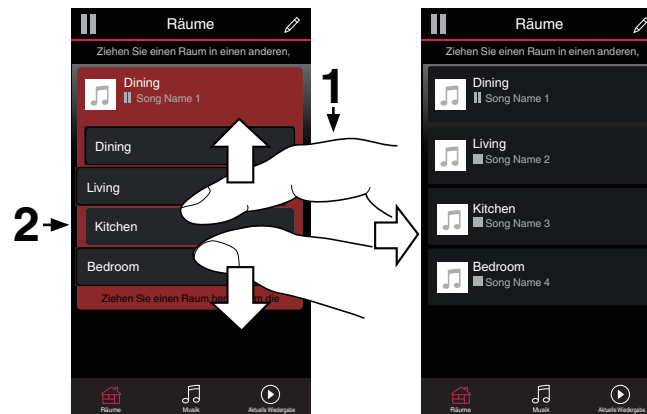 Räume
Ziehen Sie einen Raum in einen anderen,
Dining
Song Name 1
Dining
Living
Kitchen
Bedroom
Ziehen Sie einen Raum
die
Räume
Musik
Aktuelle Wiedergabe
1
2
Räume
Ziehen Sie einen Raum in einen anderen,
Dining
Song Name 1
Living
Song Name 2
Kitchen
Song Name 3
Bedroom
Song Name 4
Räume
Musik
Aktuelle Wiedergabe